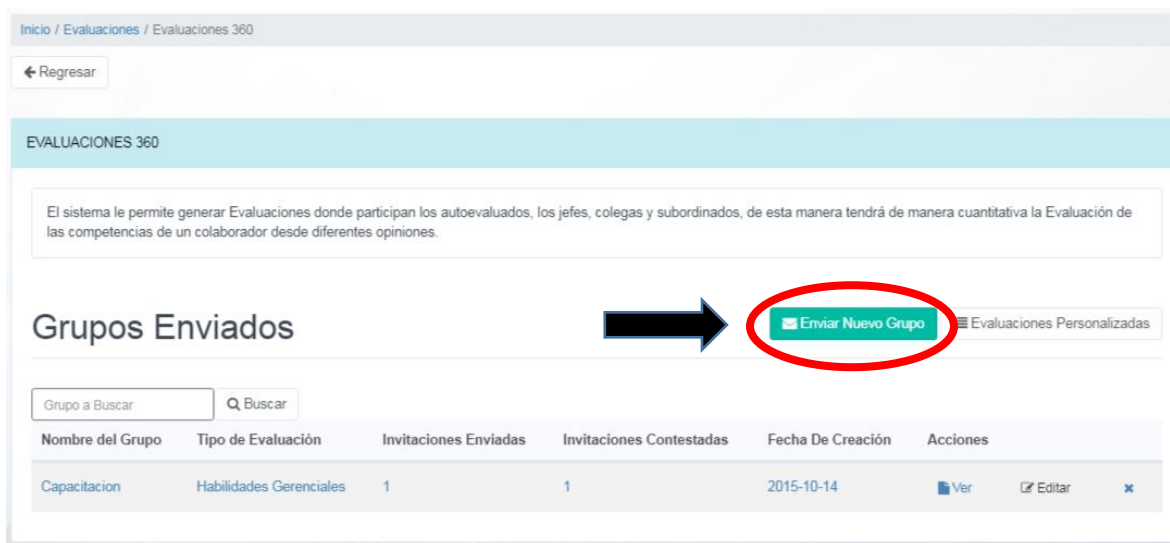 Inicio / Evaluaciones / Evaluaciones 360
Regresar
EVALUACIONES 360
El sistema le permite generar Evaluaciones donde participan los autoevaluados, los jefes, colegas y subordinados, de esta manera tendrá de manera cuantitativa la Evaluación de
las competencias de un colaborador desde diferentes opiniones.
Grupos Enviados
Enviar Nuevo Grupo
Evaluaciones Personalizadas
Grupo a Buscar
Buscar
Nombre del Grupo Tipo de Evaluación Invitaciones Enviadas Invitaciones Contestadas Fecha De Creación Acciones
Capacitacion Habilidades Gerenciales 1 1 2015-10-14 Ver Editar